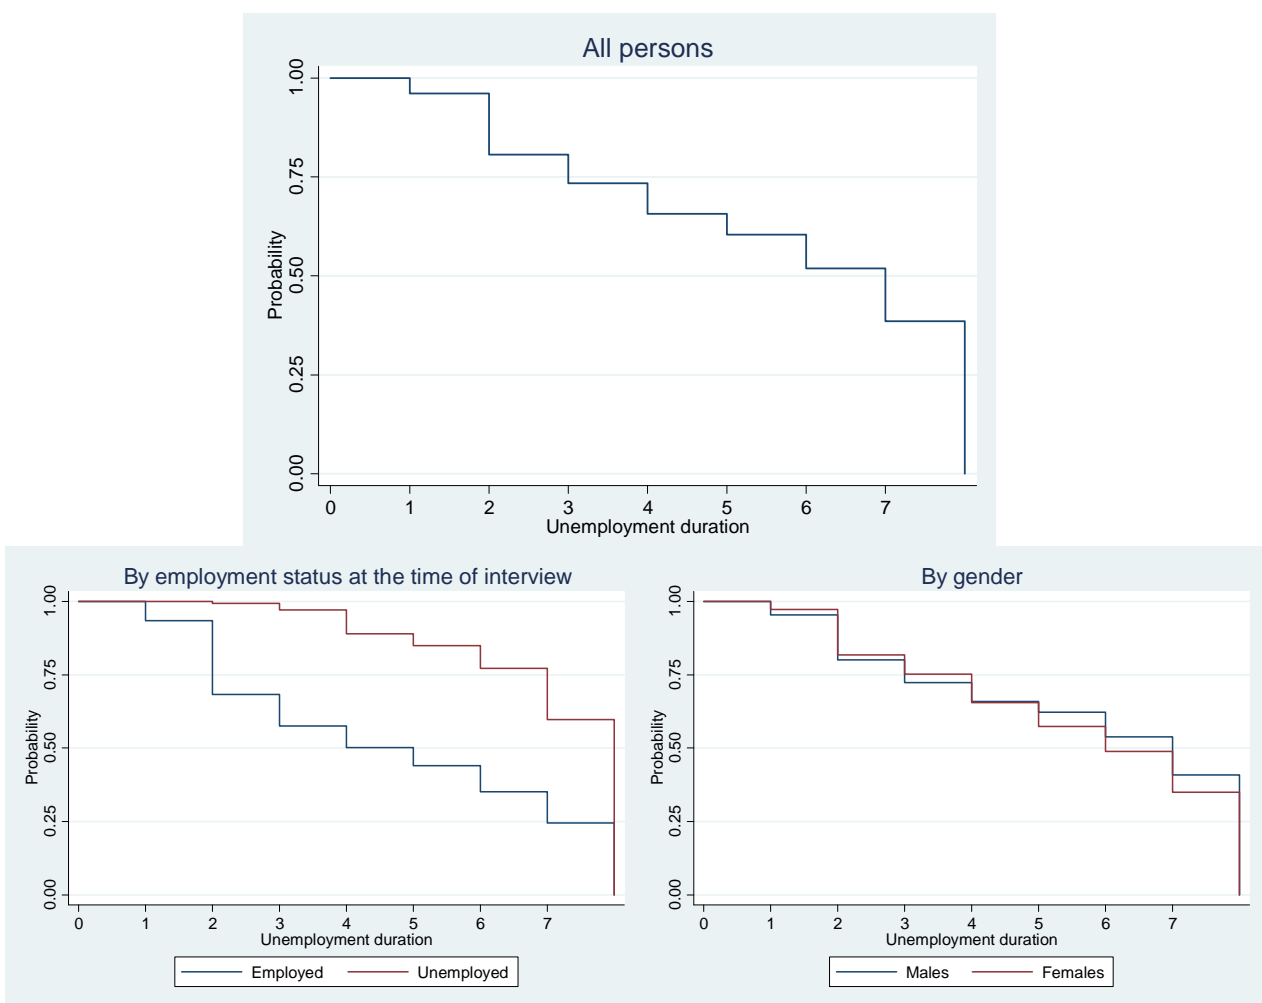 All persons
Probability
1.00
0.75
0.50
0.25
0.00
0 1 2 3 4 5 6 7
Unemployment duration
By employment status at the time of interview
Probability
1.00
0.75
0.50
0.25
0.00
0 1 2 3 4 5 6 7
Unemployment duration
Employed Unemployed
By gender
Probability
1.00
0.75
0.50
0.25
0.00
0 1 2 3 4 5 6 7
Unemployment duration
Males Females